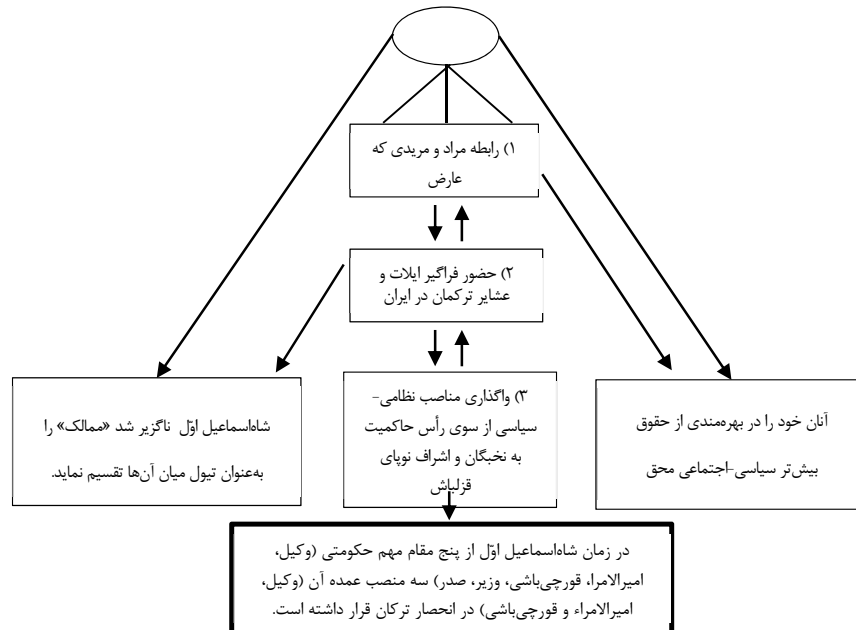 ۱) رابطه مراد و مریدی که
عارض
۲) حضور فراگیر ایلات و
عشایر ترکمان در ایران
۳) واگذاری مناصب نظامی-
سیاسی از سوی رأس حاکمیت
به نخبگان و اشراف نوپای
قزلباش
آنان خود را در بهره‌مندی از حقوق
بیش‌تر سیاسی-اجتماعی محق
شاه‌اسماعیل اوّل ناگزیر شد «ممالک» را
به‌عنوان تیول میان آن‌ها تقسیم نماید.
در زمان شاه‌اسماعیل اوّل از پنج مقام مهم حکومتی (وکیل،
امیرالامرا، قورچی‌باشی، وزیر، صدر) سه منصب عمده آن (وکیل،
امیرالامراء و قورچی‌باشی) در انحصار ترکان قرار داشته است.